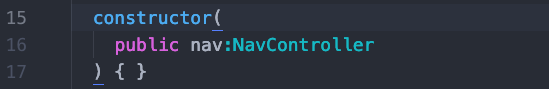 15 constructor(
16 public nav:NavController
17 ) { }